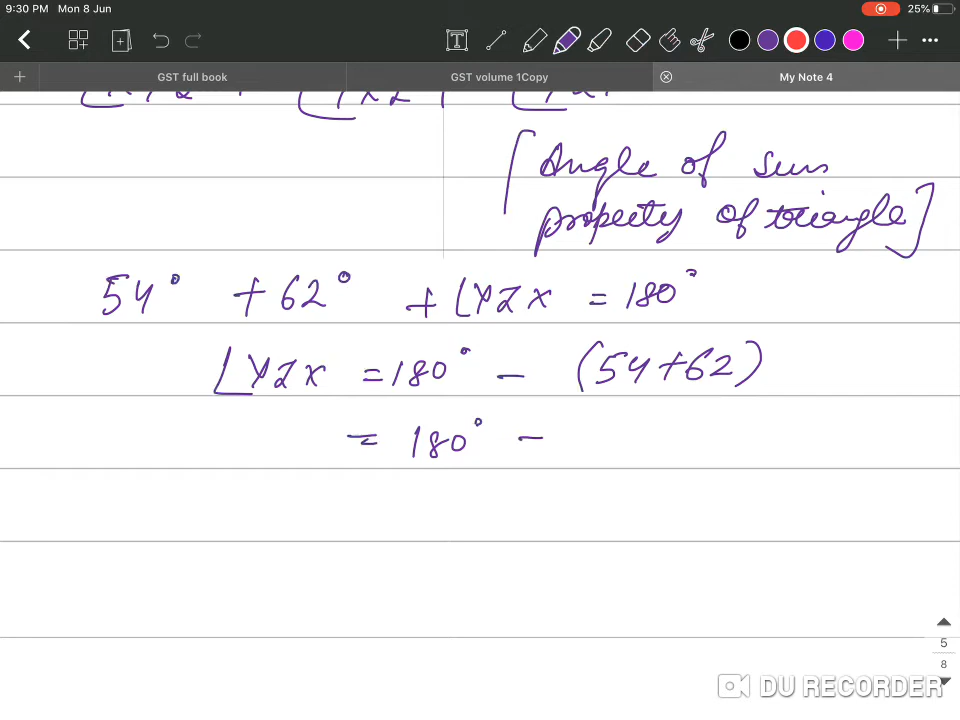 9:30 PM Mon 8 Jun
25%
GST full book
GST volume 1Copy
My Note 4
[Angle of sum
property of triangle]
54° + 62° + ∠YZX = 180°
∠YZX = 180° - (54+62)
= 180° -
5
8
DU RECORDER